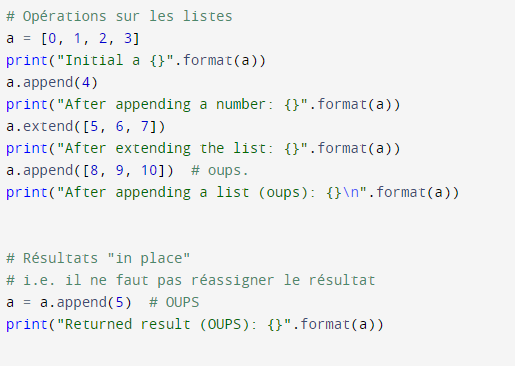 # Opérations sur les listes
a = [0, 1, 2, 3]
print("Initial a {}".format(a))
a.append(4)
print("After appending a number: {}".format(a))
a.extend([5, 6, 7])
print("After extending the list: {}".format(a))
a.append([8, 9, 10])  # oups.
print("After appending a list (oups): {}\n".format(a))
# Résultats "in place"
# i.e. il ne faut pas réassigner le résultat
a = a.append(5)  # OUPS
print("Returned result (OUPS): {}".format(a))